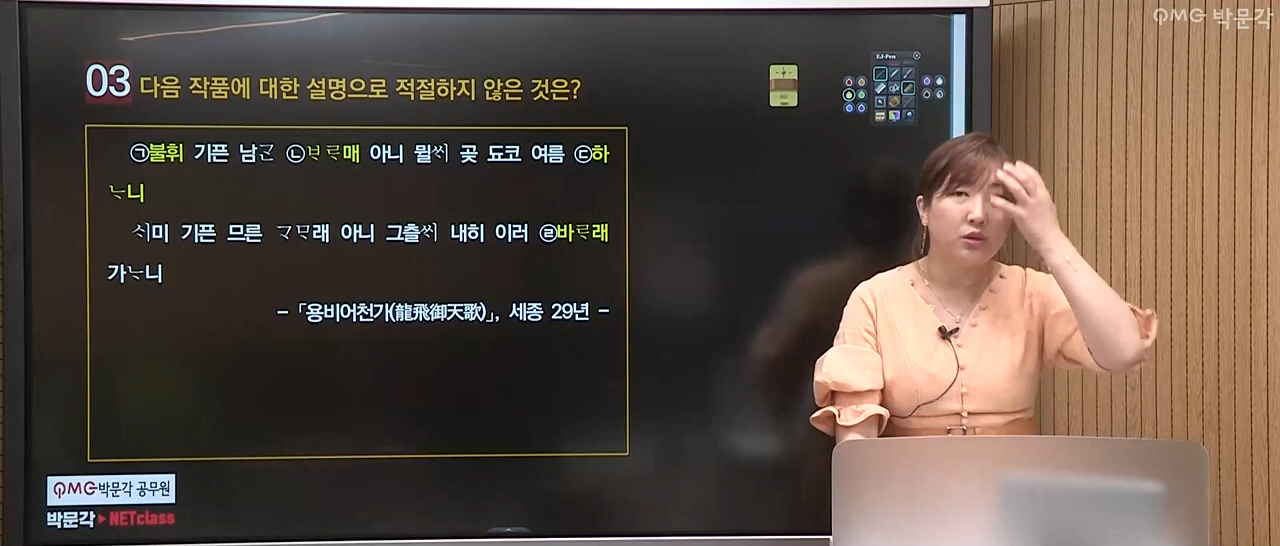 QMG 박문각
EJ-Pen
03 다음 작품에 대한 설명으로 적절하지 않은 것은?
㉠불휘 기픈 남ᄀᆞᆫ ㉡ᄇᆞᄅᆞ매 아니 뮐ᄊᆡ 곶 됴코 여름 ㉢하
ᄂᆞ니
ᄉᆡ미 기픈 므른 ᄀᆞᄆᆞ래 아니 그츨ᄊᆡ 내히 이러 ㉣바ᄅᆞ래
가ᄂᆞ니
– 「용비어천가(龍飛御天歌)」, 세종 29년 –
QMG박문각 공무원
박문각 ▶ NETclass